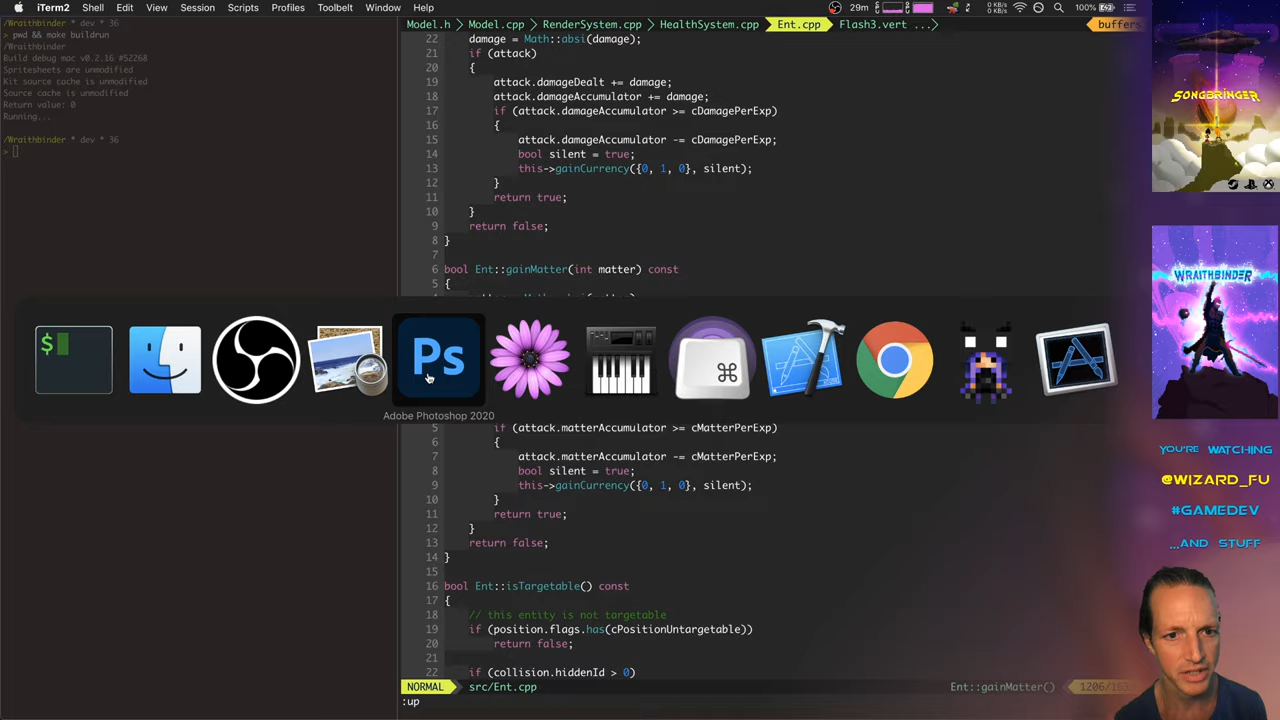 iTerm2 Shell Edit View Session Scripts Profiles Toolbelt Window Help
29m
0 KB/s
0 KB/s
100%
/Wraithbinder * dev * 36
> pwd && make buildrun
/Wraithbinder
Build debug mac v0.2.16 #52268
Spritesheets are unmodified
Kit source cache is unmodified
Source cache is unmodified
Return value: 0
Running...
/Wraithbinder * dev * 36
>
Model.h > Model.cpp > RenderSystem.cpp > HealthSystem.cpp > Ent.cpp Flash3.vert ...> buffers
22 damage = Math::absi(damage);
21 if (attack)
20 {
19 attack.damageDealt += damage;
18 attack.damageAccumulator += damage;
17 if (attack.damageAccumulator >= cDamagePerExp)
16 {
15 attack.damageAccumulator -= cDamagePerExp;
14 bool silent = true;
13 this->gainCurrency({0, 1, 0}, silent);
12 }
11 return true;
10 }
9 return false;
8 }
7
6 bool Ent::gainMatter(int matter) const
5 {
$
Ps
⌘
Adobe Photoshop 2020
5 if (attack.matterAccumulator >= cMatterPerExp)
6 {
7 attack.matterAccumulator -= cMatterPerExp;
8 bool silent = true;
9 this->gainCurrency({0, 1, 0}, silent);
10 }
11 return true;
12 }
13 return false;
14 }
15
16 bool Ent::isTargetable() const
17 {
18 // this entity is not targetable
19 if (position.flags.has(cPositionUntargetable))
20 return false;
21
22 if (collision.hiddenId > 0)
NORMAL src/Ent.cpp Ent::gainMatter()
:up
SONGBRINGER
WRAITHBINDER
YOU'RE WATCHING
@WIZARD_FU
#GAMEDEV
...AND STUFF